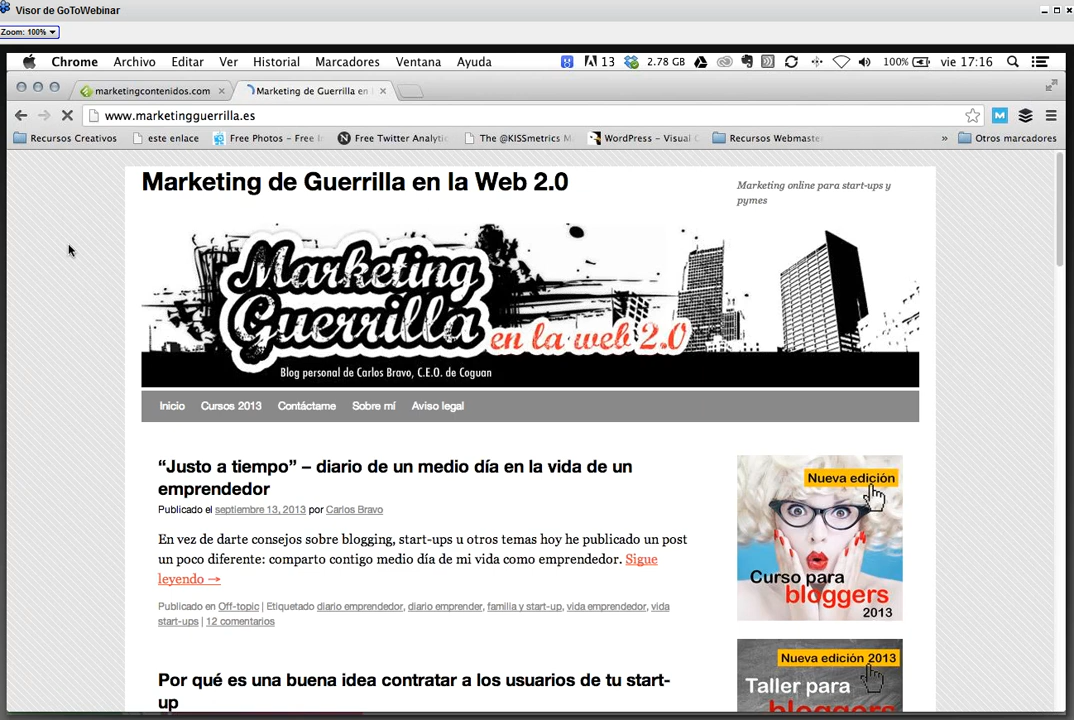 Visor de GoToWebinar
Zoom: 100%
Chrome Archivo Editar Ver Historial Marcadores Ventana Ayuda 13 2.78 GB 100% vie 17:16
marketingcontenidos.com Marketing de Guerrilla en
www.marketingguerrilla.es
Recursos Creativos este enlace Free Photos - Free Free Twitter Analytic The @KISSmetrics M WordPress - Visual Recursos Webmaste » Otros marcadores
Marketing de Guerrilla en la Web 2.0
Marketing online para start-ups y
pymes
Marketing
Guerrilla en la web 2.0
Blog personal de Carlos Bravo, C.E.O. de Coguan
Inicio Cursos 2013 Contáctame Sobre mí Aviso legal
“Justo a tiempo” – diario de un medio día en la vida de un
emprendedor
Publicado el septiembre 13, 2013 por Carlos Bravo
En vez de darte consejos sobre blogging, start-ups u otros temas hoy he publicado un post
un poco diferente: comparto contigo medio día de mi vida como emprendedor. Sigue
leyendo →
Publicado en Off-topic | Etiquetado diario emprendedor, diario emprender, familia y start-up, vida emprendedor, vida
start-ups | 12 comentarios
Por qué es una buena idea contratar a los usuarios de tu start-
up
Nueva edición
Curso para
bloggers
2013
Nueva edición 2013
Taller para
bloggers